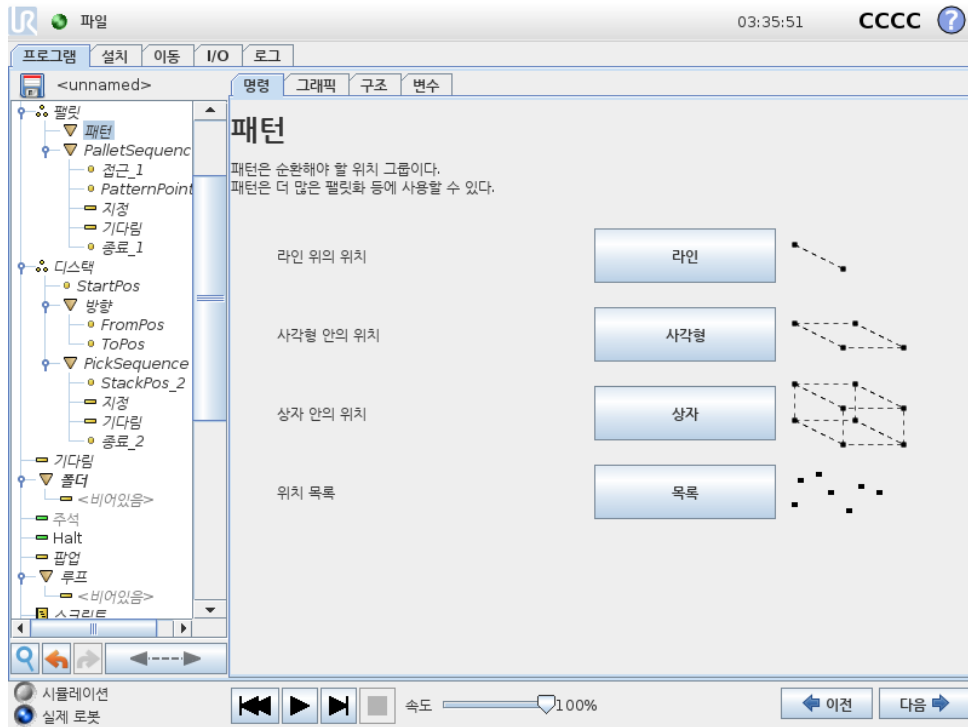 UR 파일 03:35:51 CCCC ?
프로그램 설치 이동 I/O 로그
<unnamed>
명령 그래픽 구조 변수
팔릿
패턴
PalletSequenc
접근_1
PatternPoint
지정
기다림
종료_1
디스택
StartPos
방향
FromPos
ToPos
PickSequence
StackPos_2
지정
기다림
종료_2
기다림
폴더
<비어있음>
주석
Halt
팝업
루프
<비어있음>
스크립트
패턴
패턴은 순환해야 할 위치 그룹이다.
패턴은 더 많은 팰릿화 등에 사용할 수 있다.
라인 위의 위치 라인
사각형 안의 위치 사각형
상자 안의 위치 상자
위치 목록 목록
시뮬레이션
실제 로봇
속도 100%
이전 다음